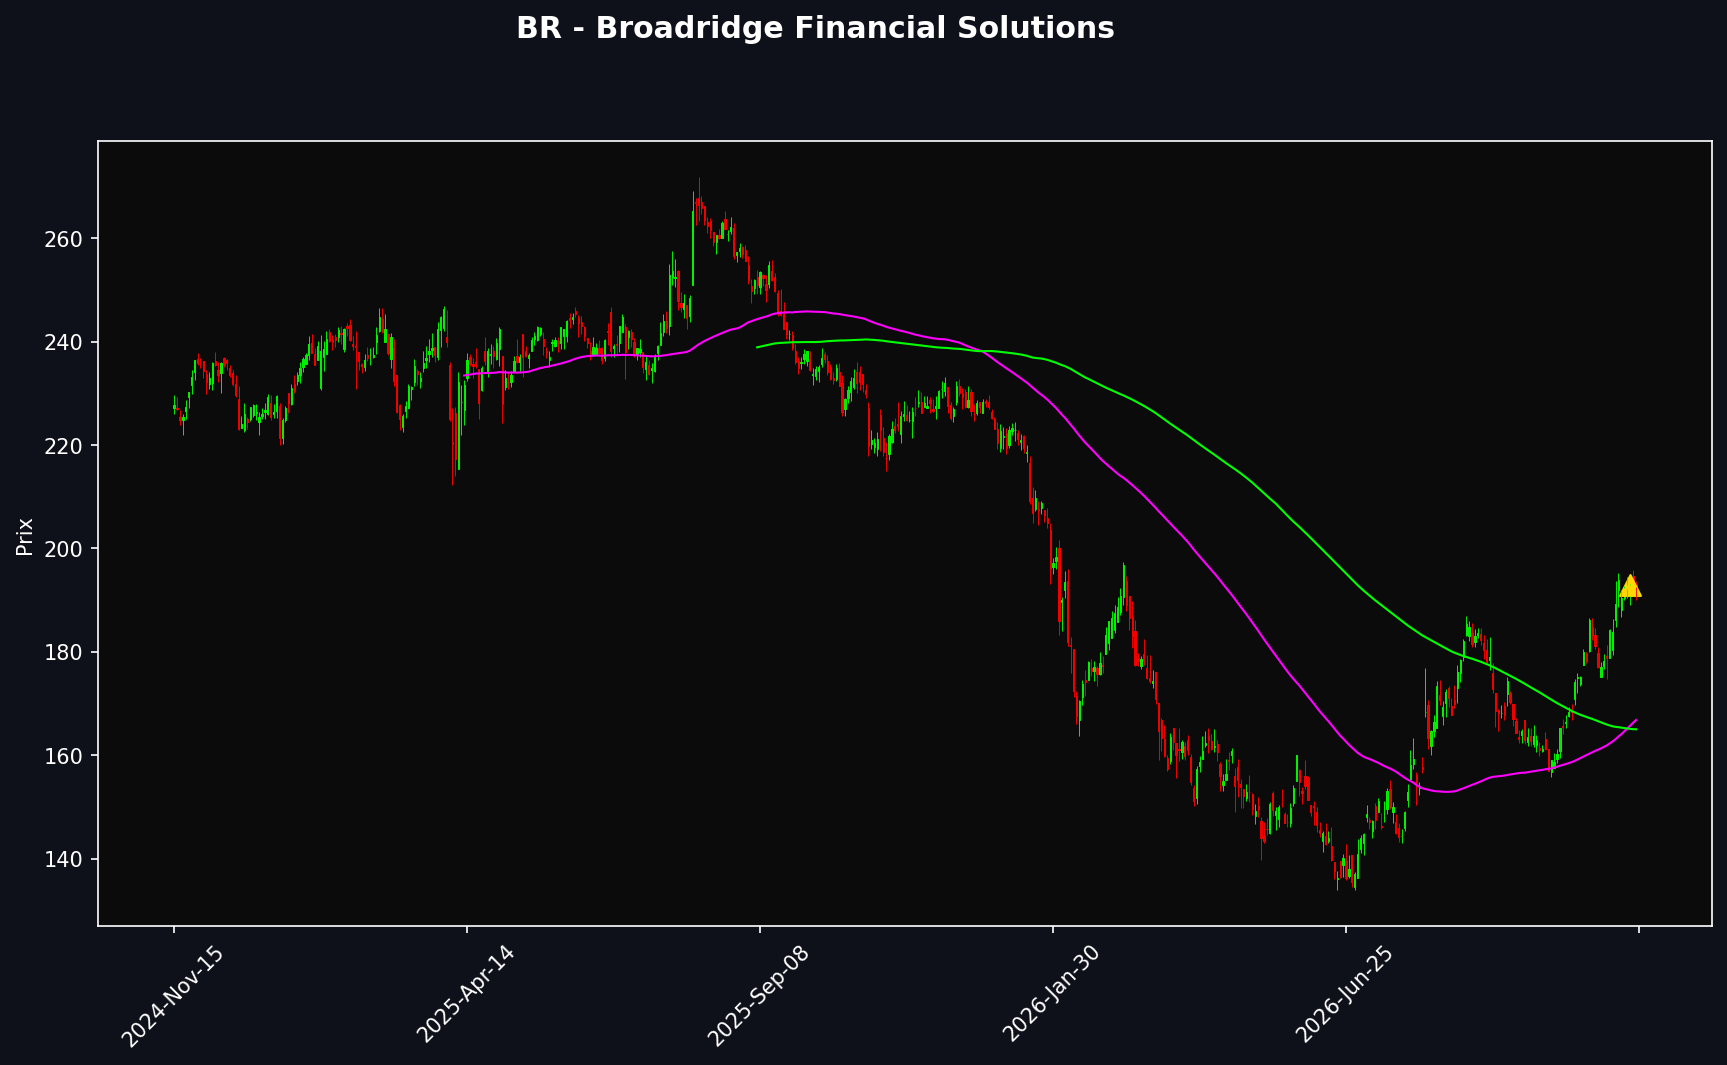 BR - Broadridge Financial Solutions
Prix
260
240
220
200
180
160
140
2024-Nov-15
2025-Apr-14
2025-Sep-08
2026-Jan-30
2026-Jun-25